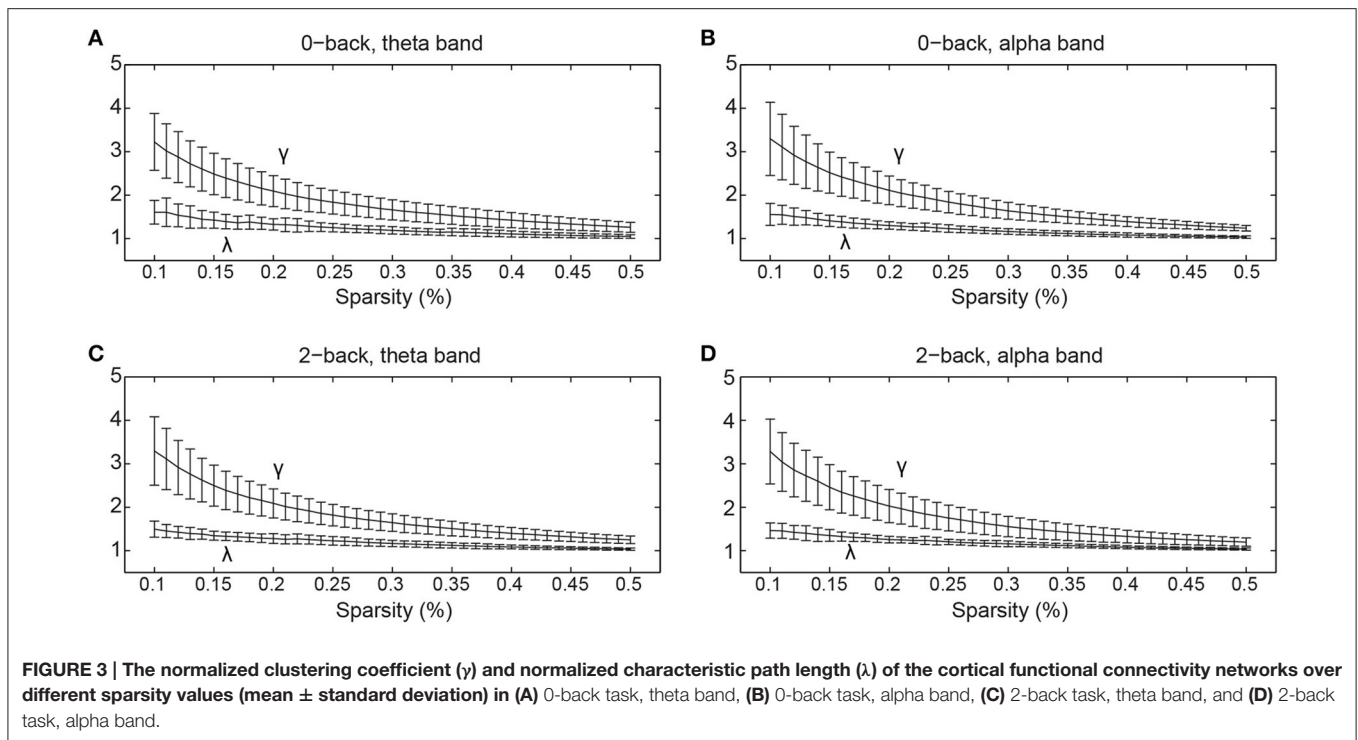 A
0−back, theta band
5
4
3
2
1
γ
λ
0.1 0.15 0.2 0.25 0.3 0.35 0.4 0.45 0.5
Sparsity (%)
B
0−back, alpha band
5
4
3
2
1
γ
λ
0.1 0.15 0.2 0.25 0.3 0.35 0.40 0.45 0.5
Sparsity (%)
C
2−back, theta band
5
4
3
2
1
γ
λ
0.1 0.15 0.2 0.25 0.3 0.35 0.4 0.45 0.5
Sparsity (%)
D
2−back, alpha band
5
4
3
2
1
γ
λ
0.1 0.15 0.2 0.25 0.3 0.35 0.40 0.45 0.5
Sparsity (%)
FIGURE 3 | The normalized clustering coefficient (γ) and normalized characteristic path length (λ) of the cortical functional connectivity networks over
different sparsity values (mean ± standard deviation) in (A) 0-back task, theta band, (B) 0-back task, alpha band, (C) 2-back task, theta band, and (D) 2-back
task, alpha band.